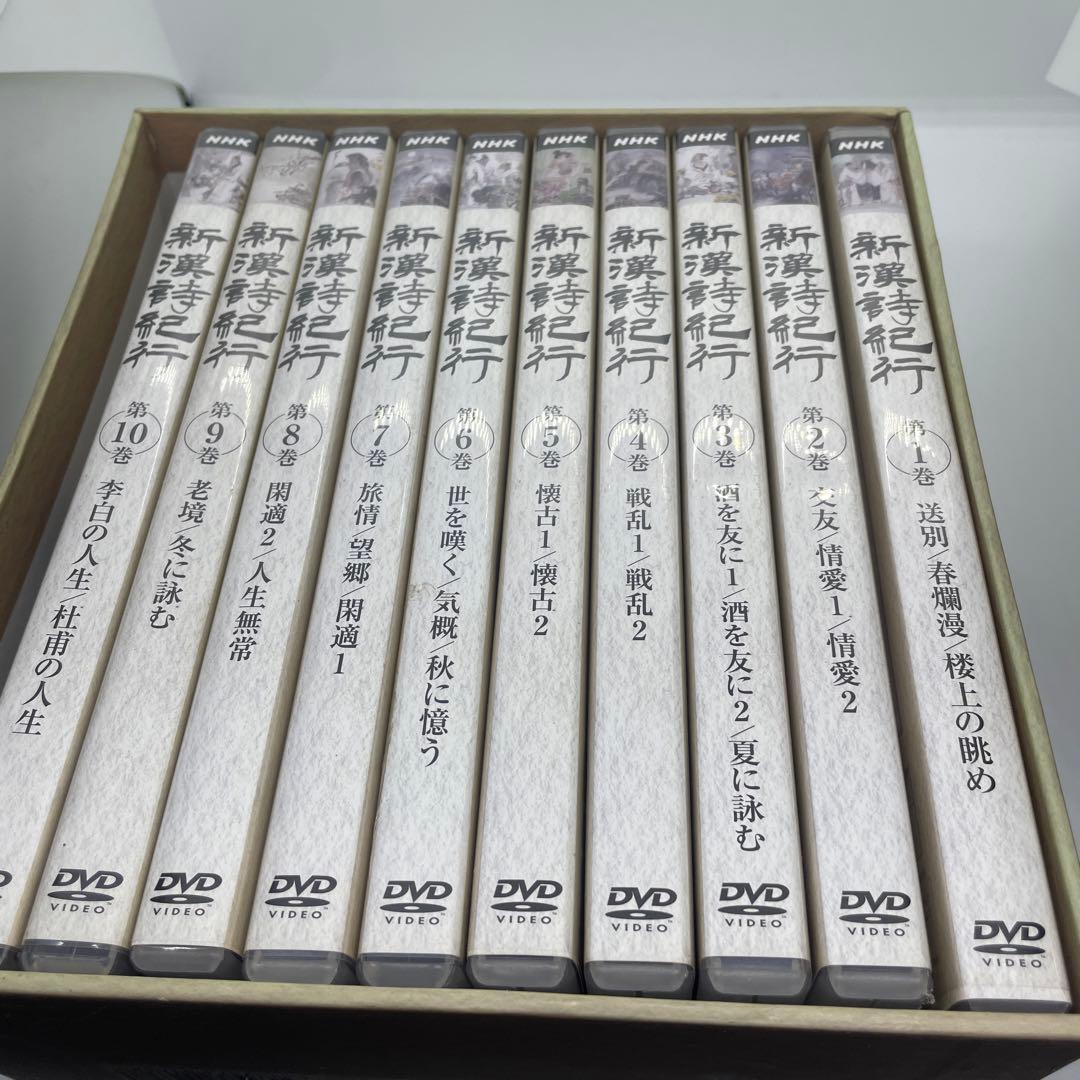 NHK
新漢詩紀行
第1巻
送別/春爛漫/楼上の眺め
DVD
VIDEO
NHK
新漢詩紀行
第2巻
交友/情愛1/情愛2
DVD
VIDEO
NHK
新漢詩紀行
第3巻
酒を友に1/酒を友に2/夏に詠む
DVD
VIDEO
NHK
新漢詩紀行
第4巻
戦乱1/戦乱2
DVD
VIDEO
NHK
新漢詩紀行
第5巻
懐古1/懐古2
DVD
VIDEO
NHK
新漢詩紀行
第6巻
世を嘆く/気概/秋に憶う
DVD
VIDEO
NHK
新漢詩紀行
第7巻
旅情/望郷/閑適1
DVD
VIDEO
NHK
新漢詩紀行
第8巻
閑適2/人生無常
DVD
VIDEO
NHK
新漢詩紀行
第9巻
老境/冬に詠む
DVD
VIDEO
NHK
新漢詩紀行
第10巻
李白の人生/杜甫の人生